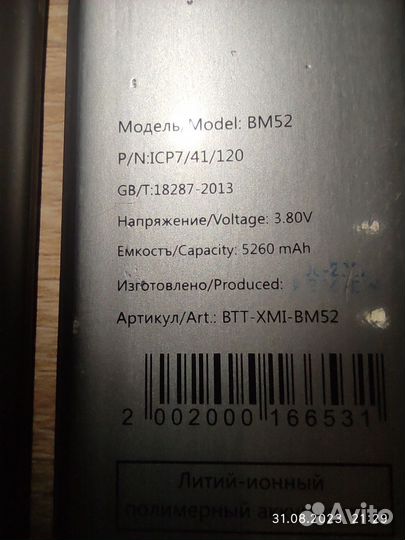 Модель/Model: BM52
P/N:ICP7/41/120
GB/T:18287-2013
Напряжение/Voltage: 3.80V
Емкость/Capacity: 5260 mAh
Изготовлено/Produced:
Артикул/Art.: BTT-XMI-BM52
2 002000 166531
Литий-ионный
полимерный
31.08.2023 21:29
Avito